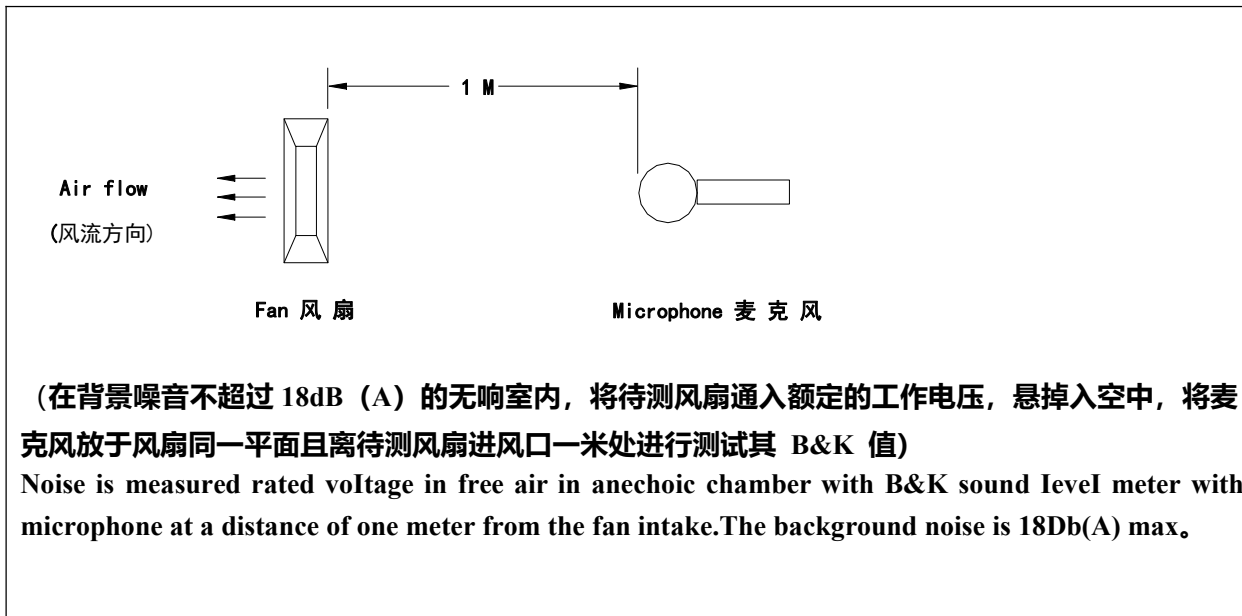 1 M
Air flow
(风流方向)
Fan 风 扇
Microphone 麦 克 风
（在背景噪音不超过 18dB（A）的无响室内，将待测风扇通入额定的工作电压，悬掉入空中，将麦
克风放于风扇同一平面且离待测风扇进风口一米处进行测试其 B&K 值)
Noise is measured rated voItage in free air in anechoic chamber with B&K sound IeveI meter with
microphone at a distance of one meter from the fan intake.The background noise is 18Db(A) max。